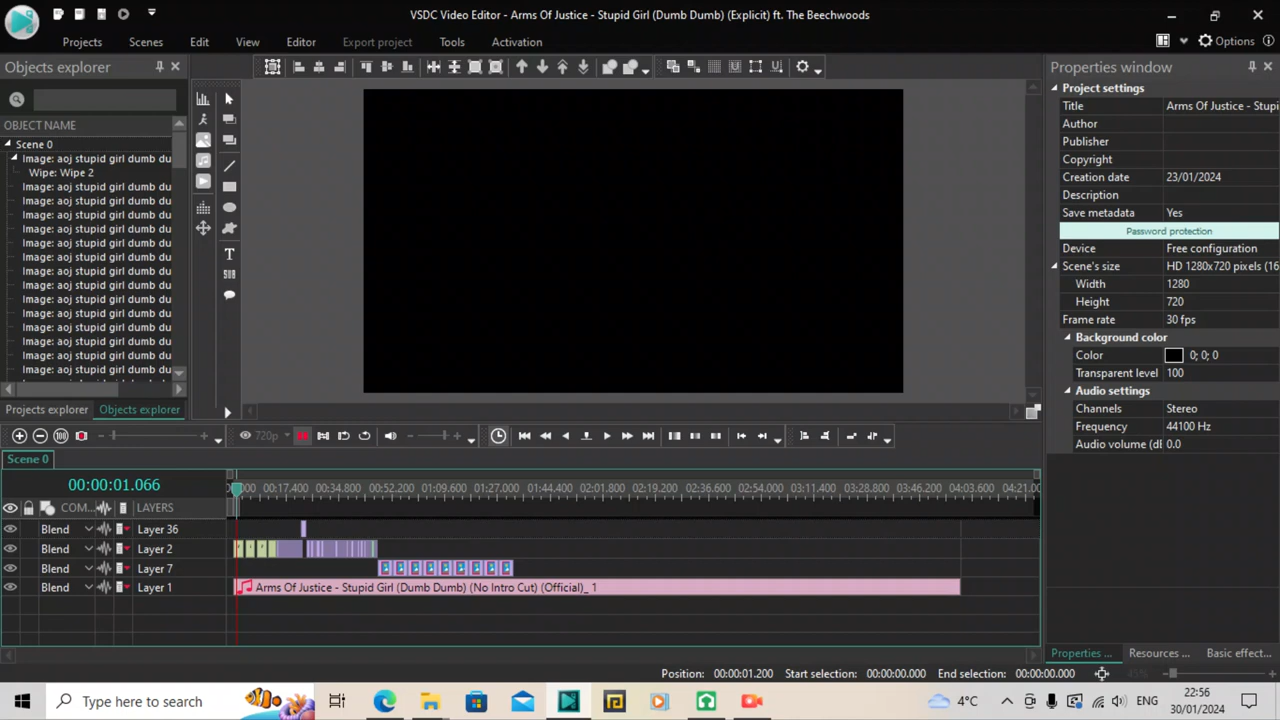 VSDC Video Editor - Arms Of Justice - Stupid Girl (Dumb Dumb) (Explicit) ft. The Beechwoods
Projects Scenes Edit View Editor Export project Tools Activation Options
Objects explorer
OBJECT NAME
Scene 0
Image: aoj stupid girl dumb du
Wipe: Wipe 2
Image: aoj stupid girl dumb du
Image: aoj stupid girl dumb du
Image: aoj stupid girl dumb du
Image: aoj stupid girl dumb du
Image: aoj stupid girl dumb du
Image: aoj stupid girl dumb du
Image: aoj stupid girl dumb du
Image: aoj stupid girl dumb du
Image: aoj stupid girl dumb du
Image: aoj stupid girl dumb du
Image: aoj stupid girl dumb du
Image: aoj stupid girl dumb du
Image: aoj stupid girl dumb du
Projects explorer Objects explorer
T
SUB
Properties window
Project settings
Title Arms Of Justice - Stupi
Author
Publisher
Copyright
Creation date 23/01/2024
Description
Save metadata Yes
Password protection
Device Free configuration
Scene's size HD 1280x720 pixels (16
Width 1280
Height 720
Frame rate 30 fps
Background color
Color 0; 0; 0
Transparent level 100
Audio settings
Channels Stereo
Frequency 44100 Hz
Audio volume (dl 0.0
Properties ... Resources ... Basic effect...
720p
Scene 0
00:00:01.066
00:17.400 00:34.800 00:52.200 01:09.600 01:27.000 01:44.400 02:01.800 02:19.200 02:36.600 02:54.000 03:11.400 03:28.800 03:46.200 04:03.600 04:21.00
COM... LAYERS
Blend Layer 36
Blend Layer 2
Blend Layer 7
Blend Layer 1
Arms Of Justice - Stupid Girl (Dumb Dumb) (No Intro Cut) (Official)_ 1
Position: 00:00:01.200 Start selection: 00:00:00.000 End selection: 00:00:00.000
Type here to search
4°C ENG
22:56
30/01/2024